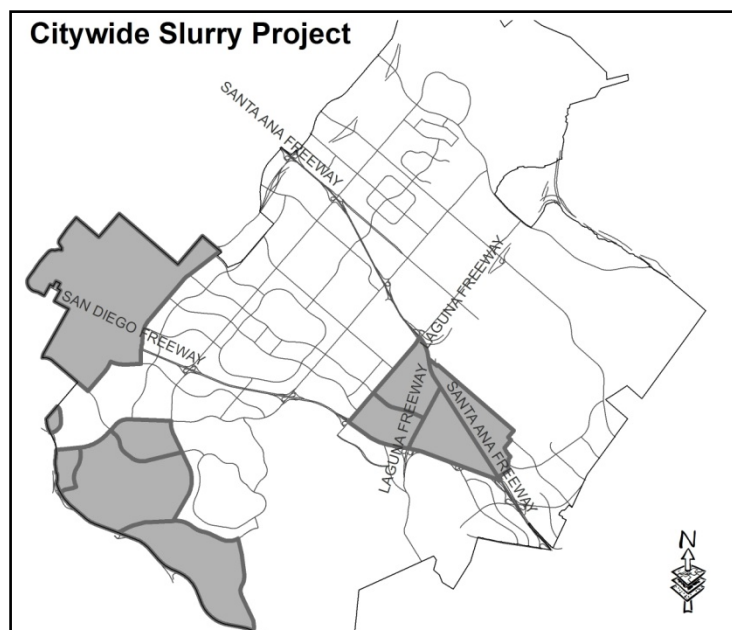 Citywide Slurry Project
SANTA ANA FREEWAY
LAGUNA FREEWAY
SAN DIEGO FREEWAY
LAGUNA FREEWAY
SANTA ANA FREEWAY
N